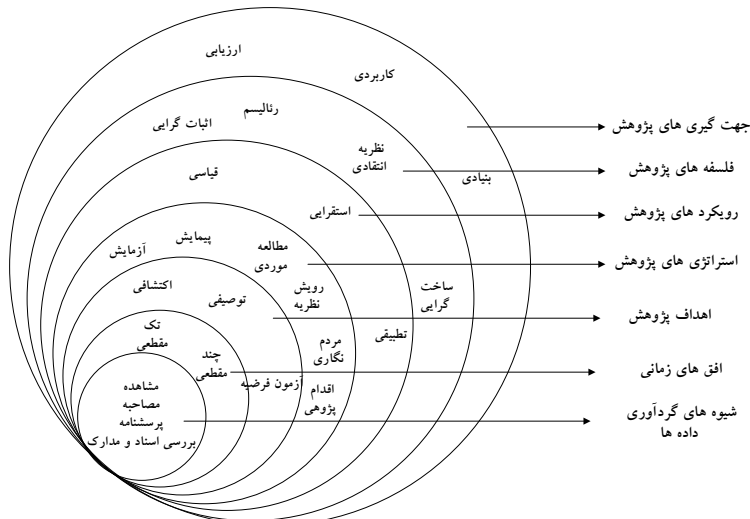 ارزیابی
کاربردی
رئالیسم
اثبات گرایی
جهت گیری های پژوهش
نظریه
انتقادی
فلسفه های پژوهش
بنیادی
قیاسی
استقرایی
رویکرد های پژوهش
پیمایش
آزمایش
مطالعه
موردی
استراتژی های پژوهش
ساخت
گرایی
اکتشافی
توصیفی
رویش
نظریه
اهداف پژوهش
تک
مقطعی
مردم
نگاری
تطبیقی
چند
مقطعی
افق های زمانی
آزمون فرضیه
اقدام
پژوهی
مشاهده
مصاحبه
پرسشنامه
بررسی اسناد و مدارک
شیوه های گردآوری
داده ها